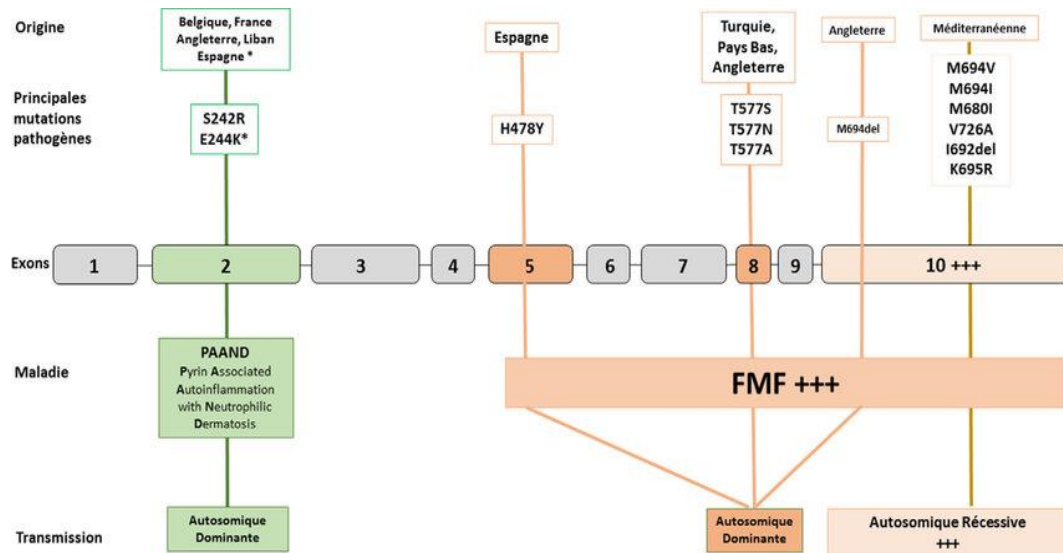 Origine
Belgique, France
Angleterre, Liban
Espagne *
Espagne
Turquie,
Pays Bas,
Angleterre
Angleterre
Méditerranéenne
Principales
mutations
pathogènes
S242R
E244K*
H478Y
T577S
T577N
T577A
M694del
M694V
M694I
M680I
V726A
I692del
K695R
Exons
1
2
3
4
5
6
7
8
9
10 +++
Maladie
PAAND
Pyrin Associated
Autoinflammation
with Neutrophilic
Dermatosis
FMF +++
Transmission
Autosomique
Dominante
Autosomique
Dominante
Autosomique Récessive
+++